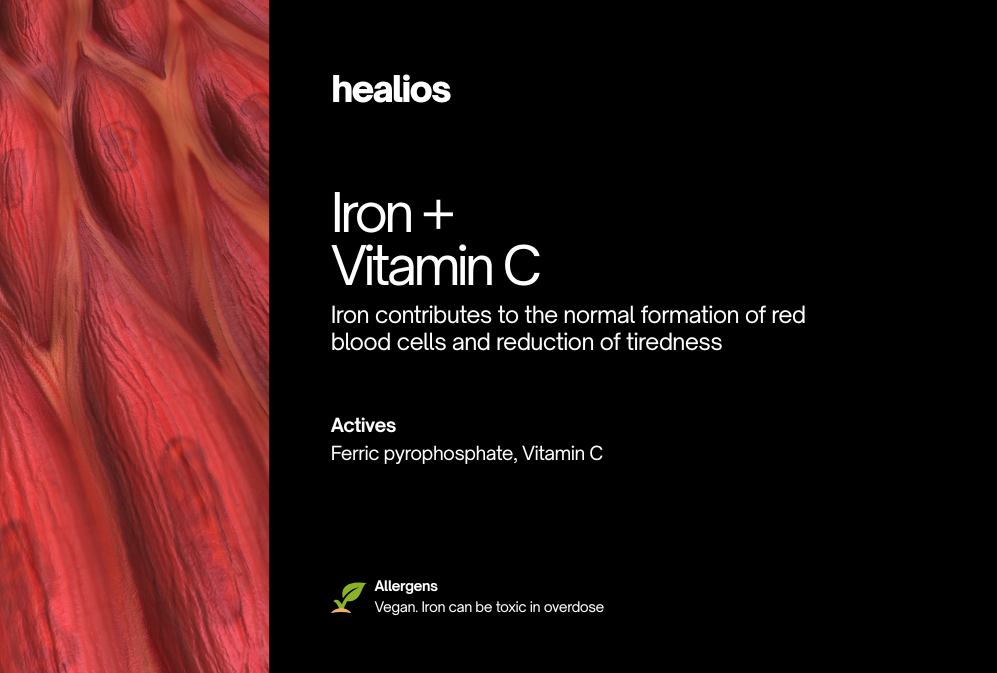 healios
Iron +
Vitamin C
Iron contributes to the normal formation of red
blood cells and reduction of tiredness
Actives
Ferric pyrophosphate, Vitamin C
Allergens
Vegan. Iron can be toxic in overdose